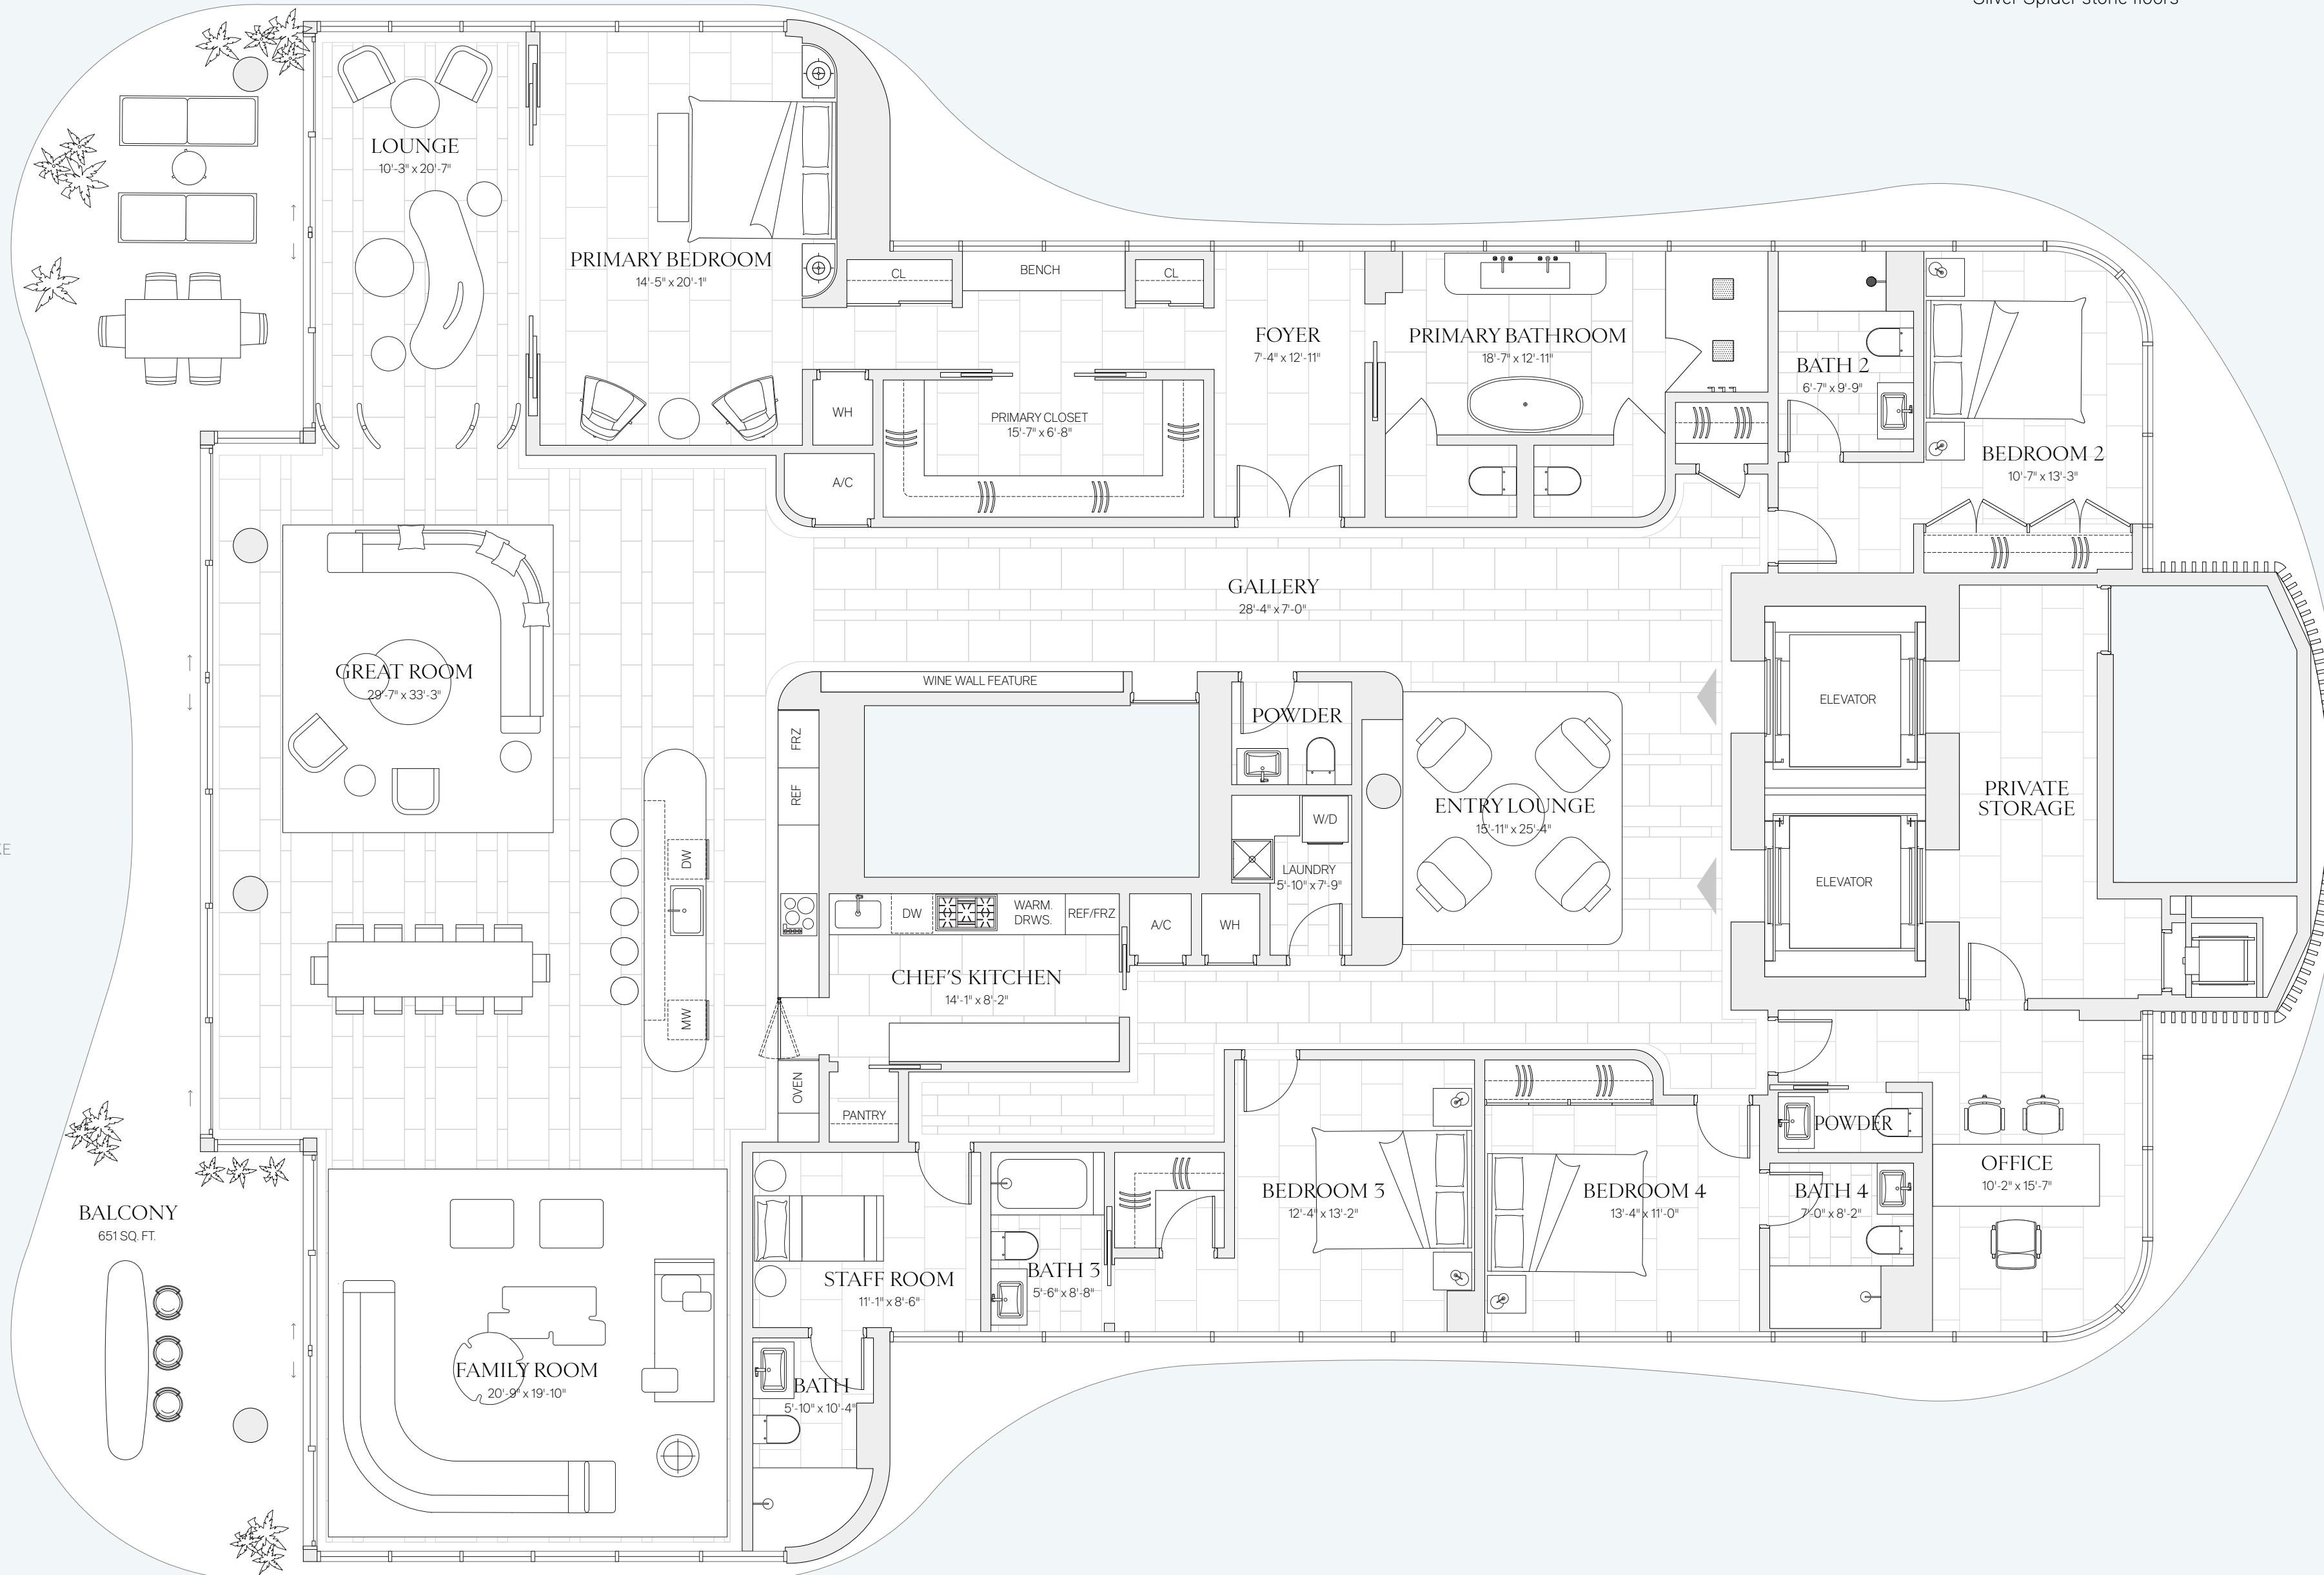 Silver Spider stone floors
LOUNGE
10'-3" x 20'-7"
PRIMARY BEDROOM
14'-5" x 20'-1"
CL
BENCH
CL
FOYER
7'-4" x 12'-11"
PRIMARY BATHROOM
18'-7" x 12'-11"
BATH 2
6'-7" x 9'-9"
BEDROOM 2
10'-7" x 13'-3"
WH
PRIMARY CLOSET
15'-7" x 6'-8"
A/C
GALLERY
28'-4" x 7'-0"
GREAT ROOM
29'-7" x 33'-3"
WINE WALL FEATURE
FRZ
REF
POWDER
ELEVATOR
PRIVATE
STORAGE
ENTRY LOUNGE
15'-11" x 25'-4"
W/D
LAUNDRY
5'-10" x 7'-9"
ELEVATOR
DW
DW
WARM.
DRWS.
REF/FRZ
A/C
WH
CHEF'S KITCHEN
14'-1" x 8'-2"
MW
OVEN
PANTRY
POWDER
OFFICE
10'-2" x 15'-7"
BALCONY
651 SQ. FT.
BEDROOM 3
12'-4" x 13'-2"
BEDROOM 4
13'-4" x 11'-0"
BATH 4
7'-0" x 8'-2"
STAFF ROOM
11'-1" x 8'-6"
BATH 3
5'-6" x 8'-8"
FAMILY ROOM
20'-9" x 19'-10"
BATH
5'-10" x 10'-4"